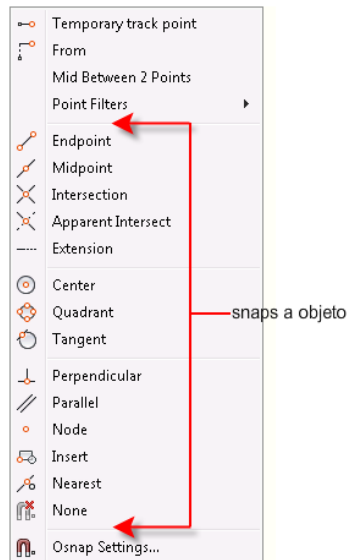 Temporary track point
From
Mid Between 2 Points
Point Filters
Endpoint
Midpoint
Intersection
Apparent Intersect
Extension
Center
Quadrant
Tangent
snaps a objeto
Perpendicular
Parallel
Node
Insert
Nearest
None
Osnap Settings...